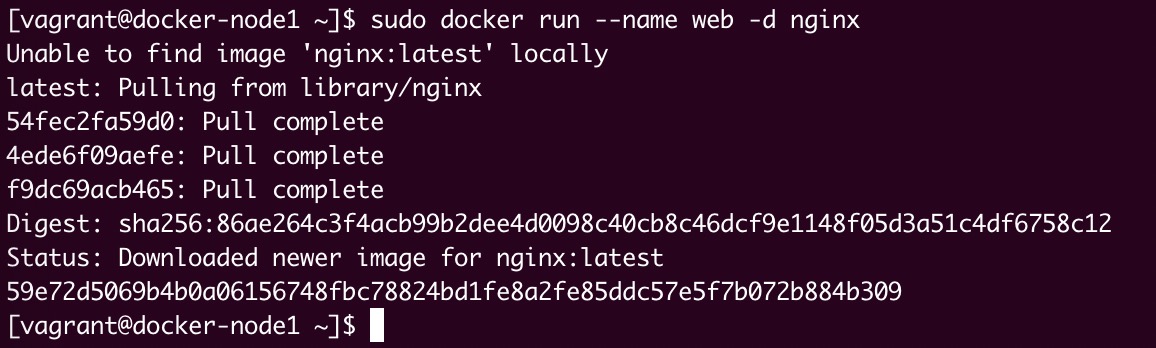 [vagrant@docker-node1 ~]$ sudo docker run --name web -d nginx
Unable to find image 'nginx:latest' locally
latest: Pulling from library/nginx
54fec2fa59d0: Pull complete
4ede6f09aefe: Pull complete
f9dc69acb465: Pull complete
Digest: sha256:86ae264c3f4acb99b2dee4d0098c40cb8c46dcf9e1148f05d3a51c4df6758c12
Status: Downloaded newer image for nginx:latest
59e72d5069b4b0a06156748fbc78824bd1fe8a2fe85ddc57e5f7b072b884b309
[vagrant@docker-node1 ~]$